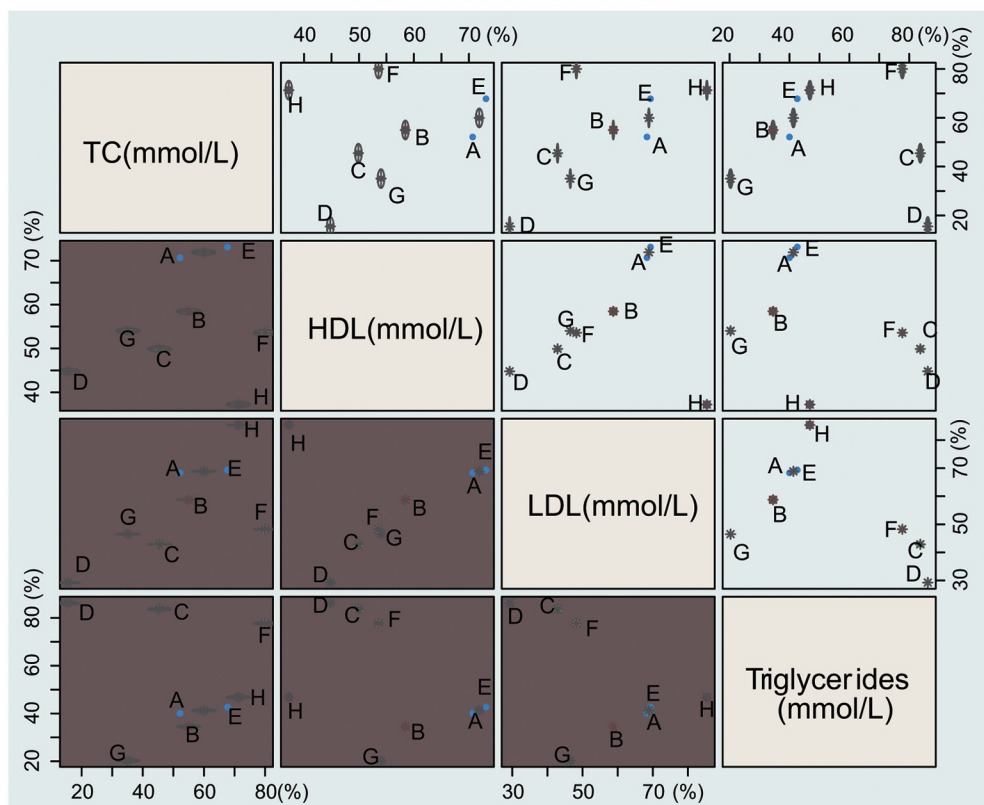 40 50 60 70 (%) 20 40 60 80 (%)
(%)
80
60
40
20
TC(mmol/L)
F
H
E
B
A
C
G
D
F
H
E
B
A
C
G
D
F
H
E
B
A
C
G
D
(%)
70
60
50
40
A
E
B
G
C
F
D
H
HDL(mmol/L)
E
A
B
G
F
C
D
H
E
A
B
G
F
C
D
H
H
A
E
B
G
F
C
D
H
E
A
B
F
G
C
D
LDL(mmol/L)
H
A
E
B
G
F
C
D
(%)
70
50
30
(%)
80
60
40
20
D
C
F
A
H
E
B
G
F
C
E
H
A
B
G
C
D
F
E
H
A
B
G
Triglycerides
(mmol/L)
20 40 60 80(%) 30 50 70 (%)